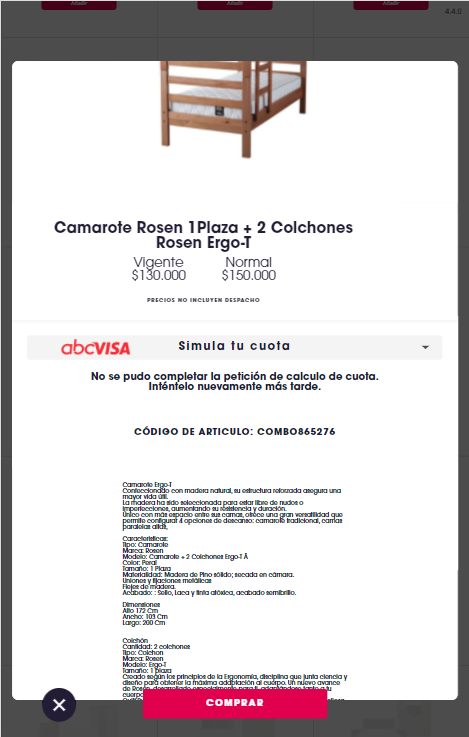 Añadir
Añadir
Añadir
4.4.0
Camarote Rosen 1Plaza + 2 Colchones
Rosen Ergo-T
Vigente
Normal
$130.000
$150.000
PRECIOS NO INCLUYEN DESPACHO
abcVISA
Simula tu cuota
No se pudo completar la petición de calculo de cuota.
Inténtelo nuevamente más tarde.
CÓDIGO DE ARTICULO: COMBO865276
Camarote Ergo-T
Confeccionado con madera natural, su estructura reforzada asegura una
mayor vida útil.
La madera ha sido seleccionada para estar libre de nudos o
imperfecciones, aumentando su resistencia y duración.
Único con más espacio entre sus camas, ofrece una gran versatilidad que
permite configurar 4 opciones de descanso: camarote tradicional, camas
paralelas altas,
Características:
Tipo: Camarote
Marca: Rosen
Modelo: Camarote + 2 Colchones Ergo-T Â
Color: Peral
Tamaño: 1 Plaza
Materialidad: Madera de Pino sólido; secada en cámara.
Uniones y fijaciones metálicas
Flejes de madera.
Acabado: : Sello, Laca y tinta atóxica, acabado semibrillo.
Dimensiones
Alto 172 Cm
Ancho: 103 Cm
Largo: 200 Cm
Colchón
Cantidad: 2 colchones
Tipo: Colchon
Marca: Rosen
Modelo: Ergo-T
Tamaño: 1 plaza
Creado según los principios de la Ergonomía, disciplina que junta ciencia y
diseño para obtener la máxima adaptación al cuerpo. Un nuevo avance
de Rosen, desarrollado especialmente para ti, adaptándose tanto a tu
cuerpo
COMPRAR